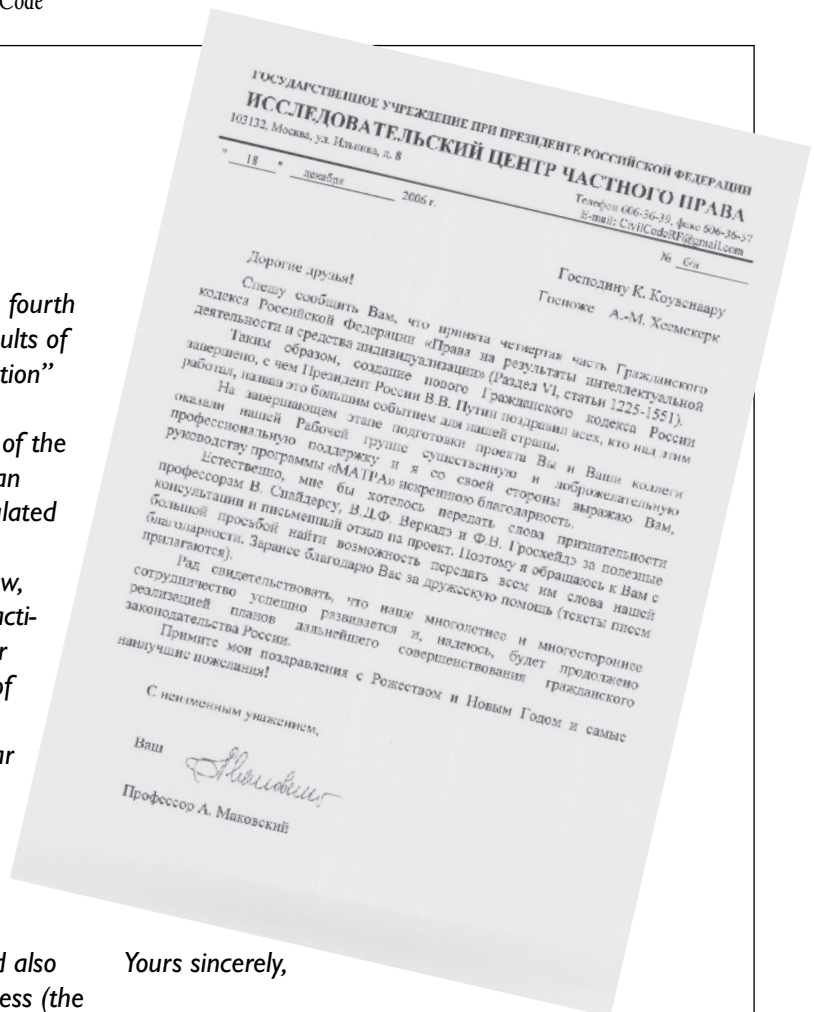 Code
fourth
ults of
tion”
of the
an
lated
w,
acti-
r
of
ar
d also
ess (the
Yours sincerely,
ГОСУДАРСТВЕННОЕ УЧРЕЖДЕНИЕ ПРИ ПРЕЗИДЕНТЕ РОССИЙСКОЙ ФЕДЕРАЦИИ
ИССЛЕДОВАТЕЛЬСКИЙ ЦЕНТР ЧАСТНОГО ПРАВА
103132, Москва, ул. Ильинка, д. 8
Телефон 606-36-39, факс 606-36-57
E-mail: CivilCodeRF@gmail.com
" 18 " декабря 2006 г.
№ б/н
Господину К. Коувенаару
Госпоже А.-М. Хеемскерк
Дорогие друзья!
Спешу сообщить Вам, что принята четвертая часть Гражданского
кодекса Российской Федерации «Права на результаты интеллектуальной
деятельности и средства индивидуализации» (Раздел VI, статьи 1225-1551).
Таким образом, создание нового Гражданского кодекса России
завершено, с чем Президент России В.В. Путин поздравил всех, кто над этим
работал, назвав это большим событием для нашей страны.
На завершающем этапе подготовки проекта Вы и Ваши коллеги
оказали нашей Рабочей группе существенную и доброжелательную
профессиональную поддержку и я со своей стороны выражаю Вам,
руководству программы «МАТРА» искреннюю благодарность.
Естественно, мне бы хотелось передать слова признательности
профессорам В. Снайдерсу, В.Д.Ф. Веркадэ и Ф.В. Гросхейдэ за полезные
консультации и письменный отзыв на проект. Поэтому я обращаюсь к Вам с
большой просьбой найти возможность передать всем им слова нашей
благодарности. Заранее благодарю Вас за дружескую помощь (тексты писем
прилагаются).
Рад свидетельствовать, что наше многолетнее и многостороннее
сотрудничество успешно развивается и, надеюсь, будет продолжено
реализацией планов дальнейшего совершенствования гражданского
законодательства России.
Примите мои поздравления с Рожеством и Новым Годом и самые
наилучшие пожелания!
С неизменным уважением,
Ваш
Профессор А. Маковский